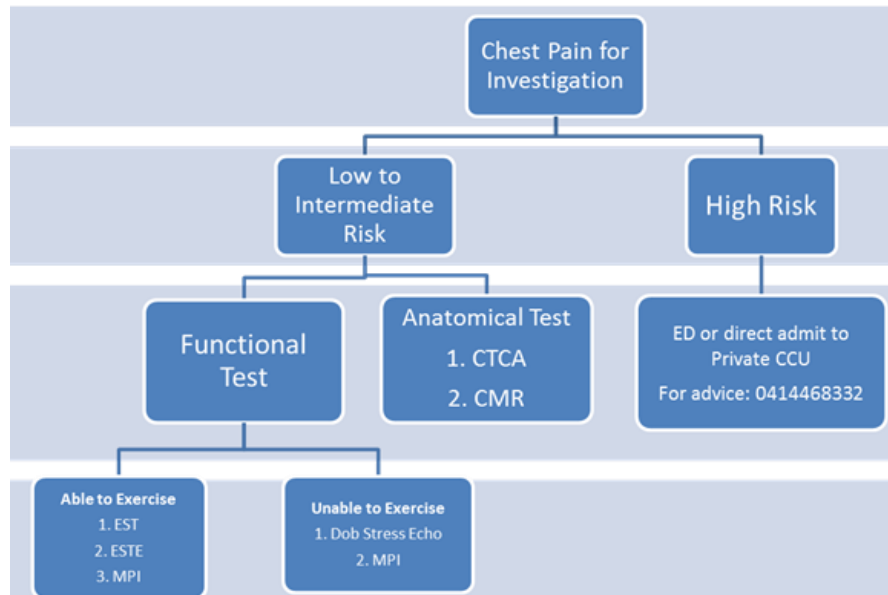 Chest Pain for
Investigation
Low to
Intermediate
Risk
High Risk
Functional
Test
Anatomical Test
1. CTCA
2. CMR
ED or direct admit to
Private CCU
For advice: 0414468332
Able to Exercise
1. EST
2. ESTE
3. MPI
Unable to Exercise
1. Dob Stress Echo
2. MPI